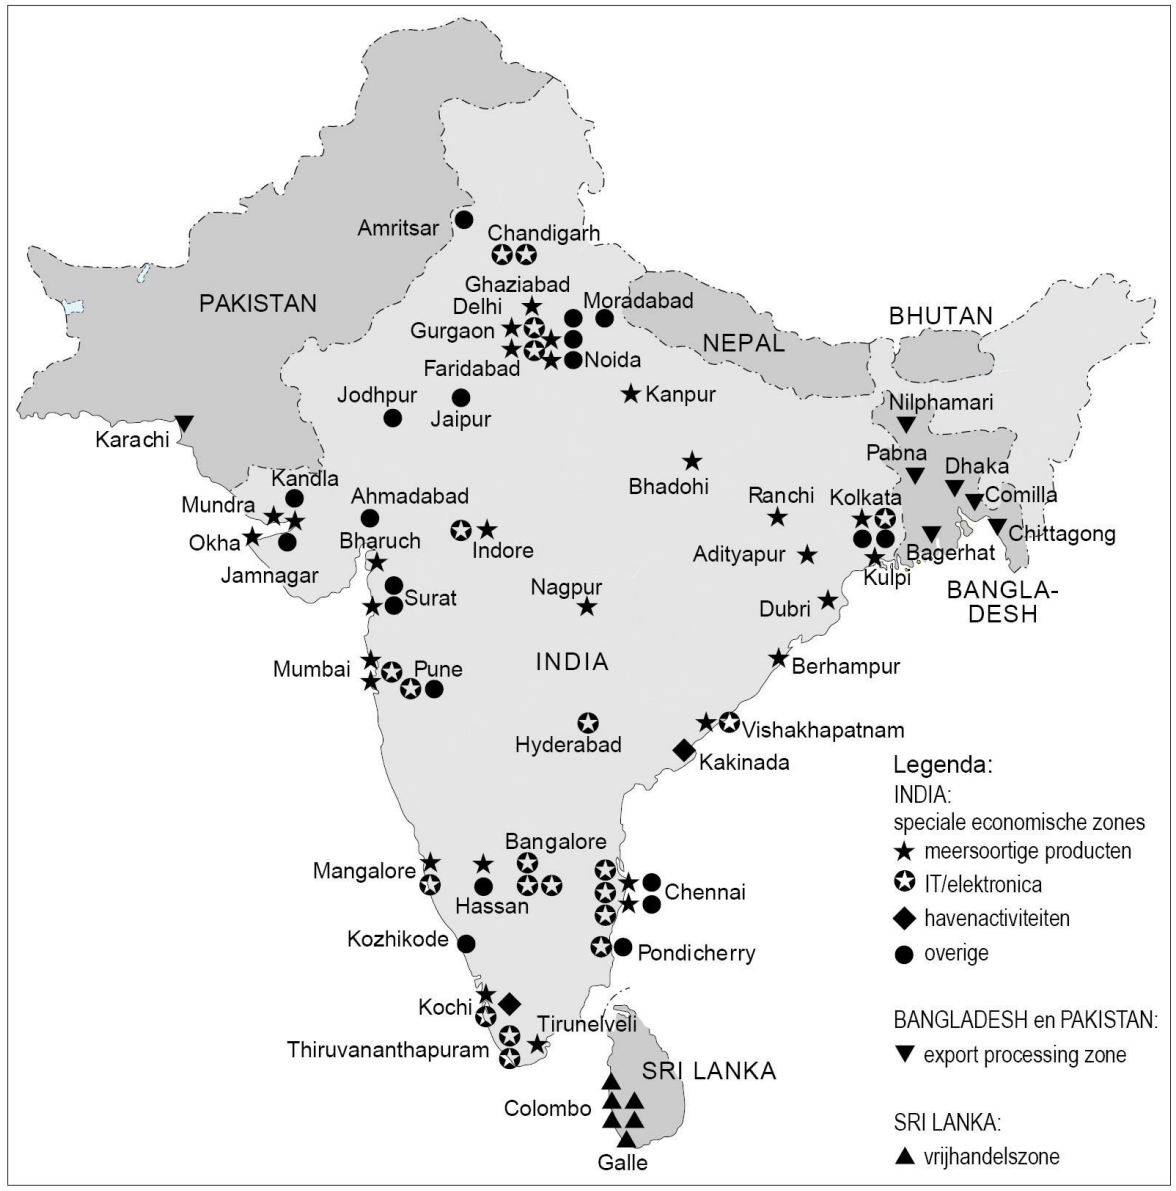 Amritsar
Chandigarh
Ghaziabad
Delhi
Moradabad
Gurgaon
Faridabad
Noida
PAKISTAN
NEPAL
BHUTAN
Jodhpur
Jaipur
Kanpur
Nilphamari
Karachi
Pabna
Dhaka
Comilla
Chittagong
Bagerhat
BANGLA-
DESH
Kandla
Mundra
Okha
Jamnagar
Ahmadabad
Bharuch
Indore
Bhadohi
Ranchi
Kolkata
Adityapur
Kulpi
Surat
Nagpur
Dubri
INDIA
Mumbai
Pune
Berhampur
Hyderabad
Vishakhapatnam
Kakinada
Bangalore
Mangalore
Hassan
Chennai
Kozhikode
Pondicherry
Kochi
Tirunelveli
Thiruvananthapuram
SRI LANKA
Colombo
Galle
Legenda:
INDIA:
speciale economische zones
meersoortige producten
IT/elektronica
havenactiviteiten
overige
BANGLADESH en PAKISTAN:
export processing zone
SRI LANKA:
vrijhandelszone